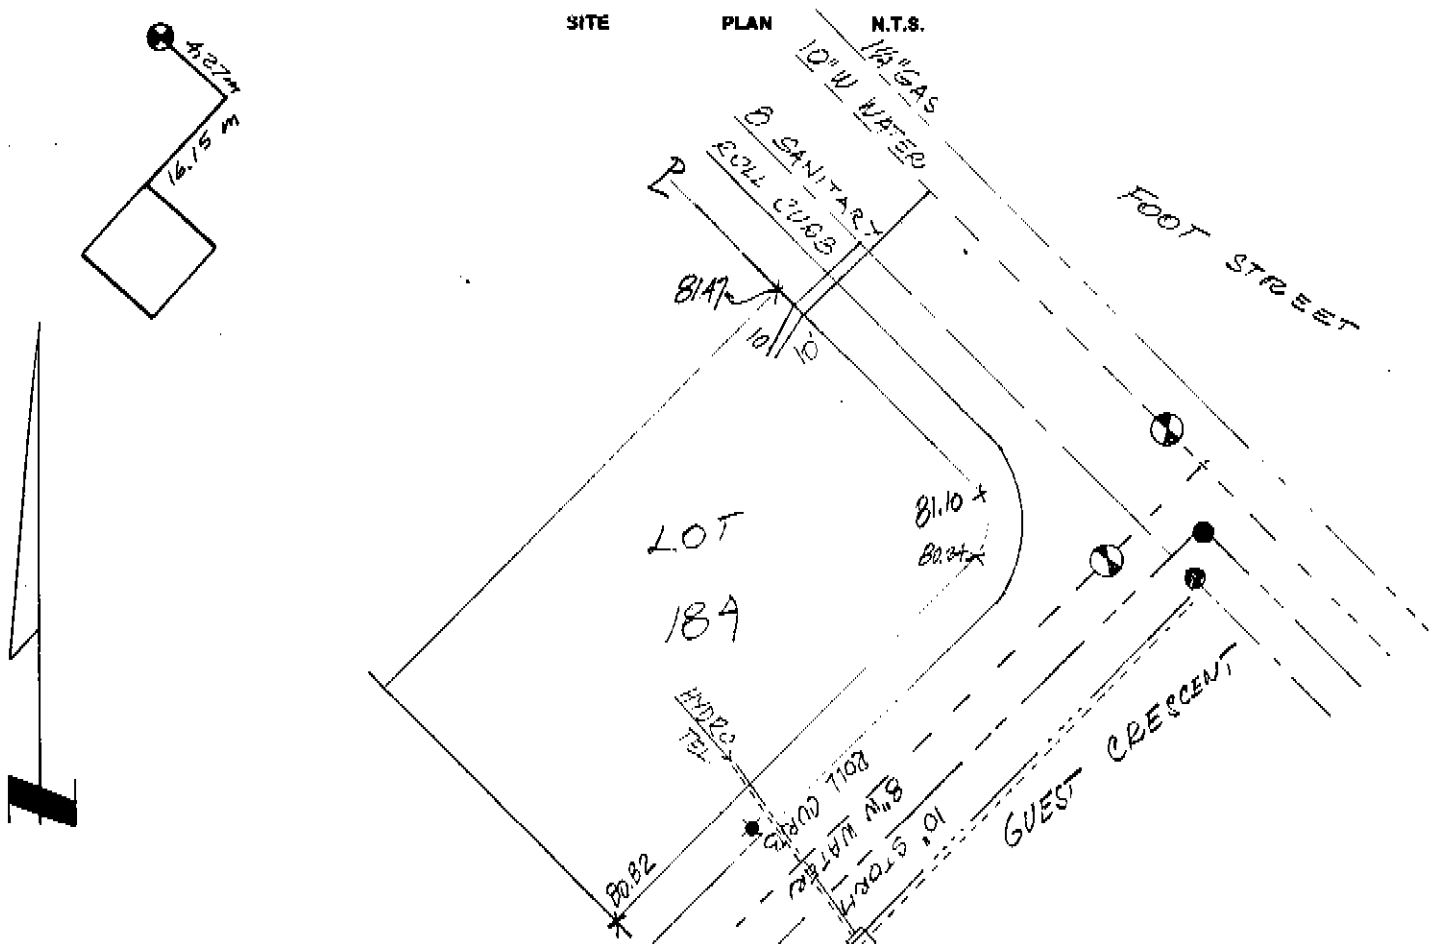 SITE PLAN N.T.S.
4.27m
16.15 m
1½" GAS
10" W WATER
8 SANITARY
ROLL CURB
FOOT STREET
81.47
10
10'
81.10
LOT
184
HYDRO
TEL
ROLL CURB
8" W WATER
10" STORM
GUEST CRESCENT
80.82